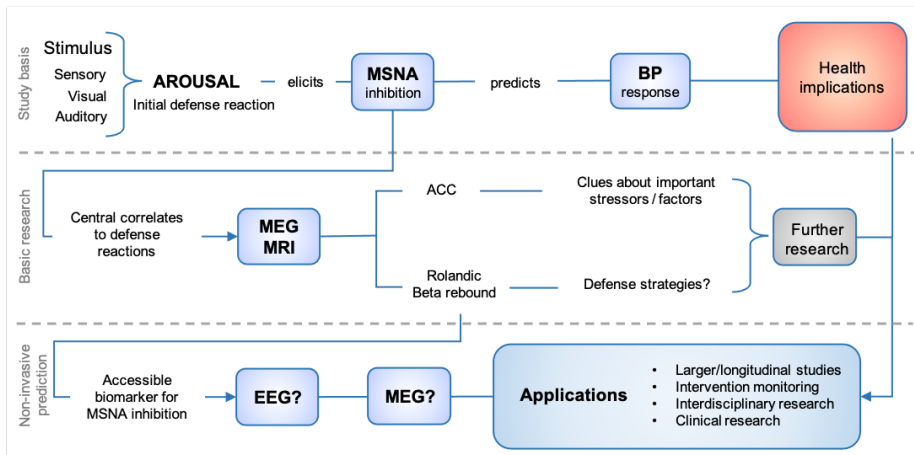 Study basis
Stimulus
Sensory
Visual
Auditory
AROUSAL
Initial defense reaction
elicits
MSNA
inhibition
predicts
BP
response
Health
implications
Basic research
Central correlates
to defense
reactions
MEG
MRI
ACC
Clues about important
stressors / factors
Rolandic
Beta rebound
Defense strategies?
Further
research
Non-invasive
prediction
Accessible
biomarker for
MSNA inhibition
EEG?
MEG?
Applications
• Larger/longitudinal studies
• Intervention monitoring
• Interdisciplinary research
• Clinical research